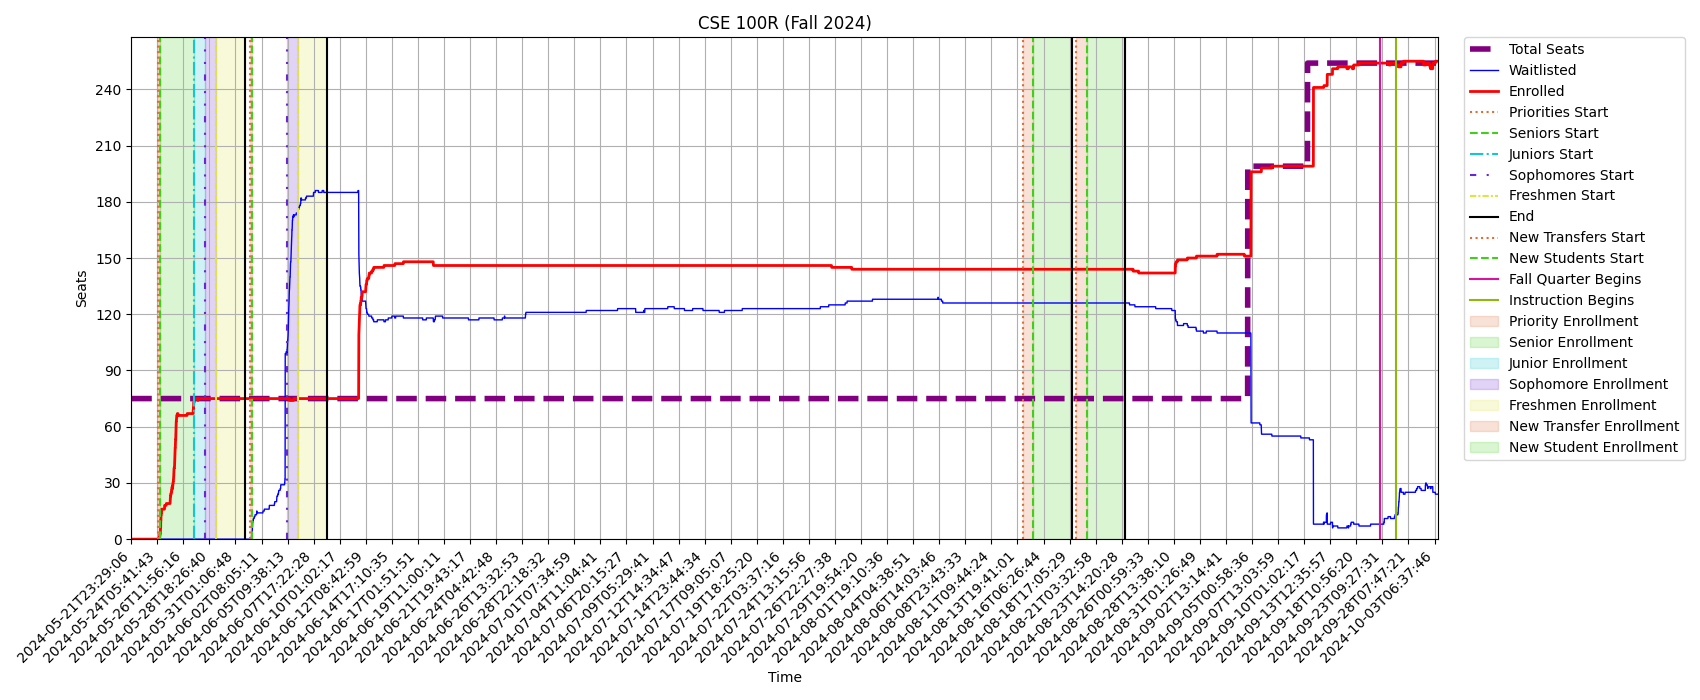 CSE 100R (Fall 2024)
Seats
240
210
180
150
120
90
60
30
0
2024-05-21T23:29:06
2024-05-24T05:41:43
2024-05-26T11:56:16
2024-05-28T18:26:40
2024-05-31T01:06:48
2024-06-02T08:05:11
2024-06-05T09:38:13
2024-06-07T17:22:28
2024-06-10T01:02:17
2024-06-12T08:42:59
2024-06-14T17:10:35
2024-06-17T01:51:51
2024-06-19T11:00:13
2024-06-21T19:43:17
2024-06-24T04:42:48
2024-06-26T13:32:53
2024-06-28T22:18:32
2024-07-01T07:34:59
2024-07-04T11:04:41
2024-07-06T20:15:27
2024-07-09T05:29:41
2024-07-12T14:34:47
2024-07-14T23:44:34
2024-07-17T09:05:07
2024-07-19T18:25:20
2024-07-22T03:37:16
2024-07-24T13:15:56
2024-07-26T22:27:38
2024-07-29T19:54:20
2024-08-01T19:10:36
2024-08-04T04:38:51
2024-08-06T14:03:46
2024-08-08T23:43:33
2024-08-11T09:44:24
2024-08-13T19:41:01
2024-08-16T06:26:44
2024-08-18T17:05:29
2024-08-21T03:32:58
2024-08-23T14:20:28
2024-08-26T00:59:33
2024-08-28T13:38:10
2024-08-31T01:26:49
2024-09-02T13:14:41
2024-09-05T00:58:36
2024-09-07T13:03:59
2024-09-10T01:02:17
2024-09-13T12:35:57
2024-09-18T10:56:20
2024-09-23T09:27:31
2024-09-28T07:47:21
2024-10-03T06:37:46
Time
Total Seats
Waitlisted
Enrolled
Priorities Start
Seniors Start
Juniors Start
Sophomores Start
Freshmen Start
End
New Transfers Start
New Students Start
Fall Quarter Begins
Instruction Begins
Priority Enrollment
Senior Enrollment
Junior Enrollment
Sophomore Enrollment
Freshmen Enrollment
New Transfer Enrollment
New Student Enrollment